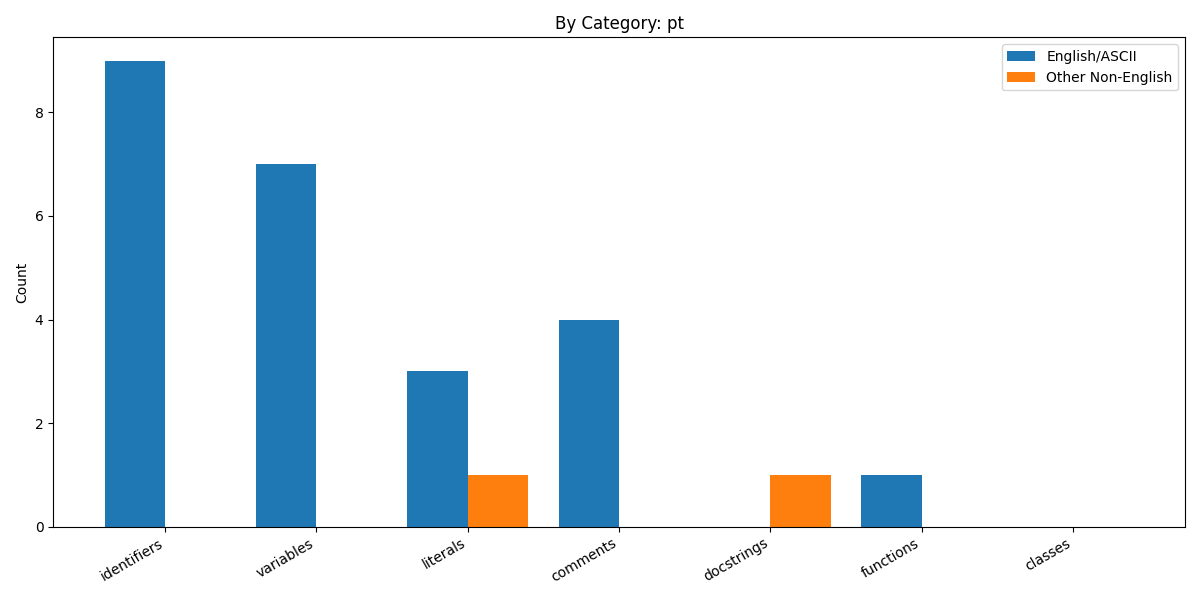 By Category: pt
English/ASCII
Other Non-English
Count
8
6
4
2
0
identifiers
variables
literals
comments
docstrings
functions
classes